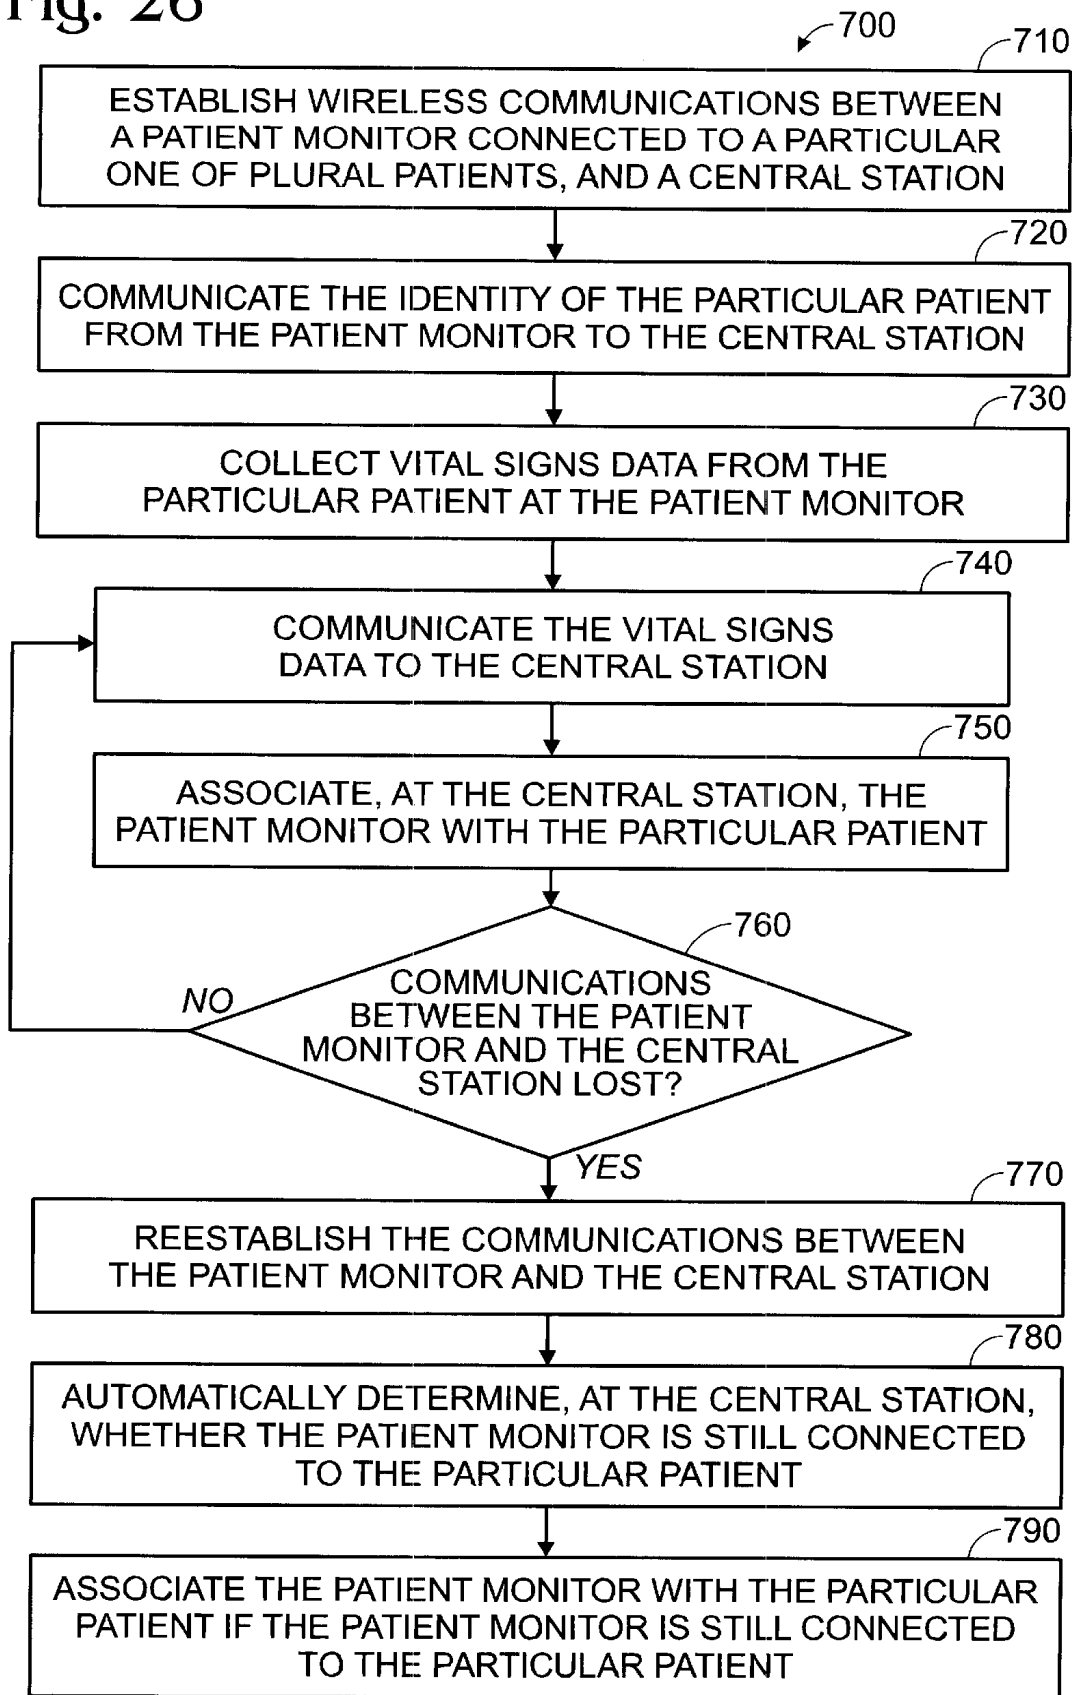 Fig. 26
700
710
ESTABLISH WIRELESS COMMUNICATIONS BETWEEN
A PATIENT MONITOR CONNECTED TO A PARTICULAR
ONE OF PLURAL PATIENTS, AND A CENTRAL STATION
720
COMMUNICATE THE IDENTITY OF THE PARTICULAR PATIENT
FROM THE PATIENT MONITOR TO THE CENTRAL STATION
730
COLLECT VITAL SIGNS DATA FROM THE
PARTICULAR PATIENT AT THE PATIENT MONITOR
740
COMMUNICATE THE VITAL SIGNS
DATA TO THE CENTRAL STATION
750
ASSOCIATE, AT THE CENTRAL STATION, THE
PATIENT MONITOR WITH THE PARTICULAR PATIENT
760
COMMUNICATIONS
BETWEEN THE PATIENT
MONITOR AND THE CENTRAL
STATION LOST?
NO
YES
770
REESTABLISH THE COMMUNICATIONS BETWEEN
THE PATIENT MONITOR AND THE CENTRAL STATION
780
AUTOMATICALLY DETERMINE, AT THE CENTRAL STATION,
WHETHER THE PATIENT MONITOR IS STILL CONNECTED
TO THE PARTICULAR PATIENT
790
ASSOCIATE THE PATIENT MONITOR WITH THE PARTICULAR
PATIENT IF THE PATIENT MONITOR IS STILL CONNECTED
TO THE PARTICULAR PATIENT